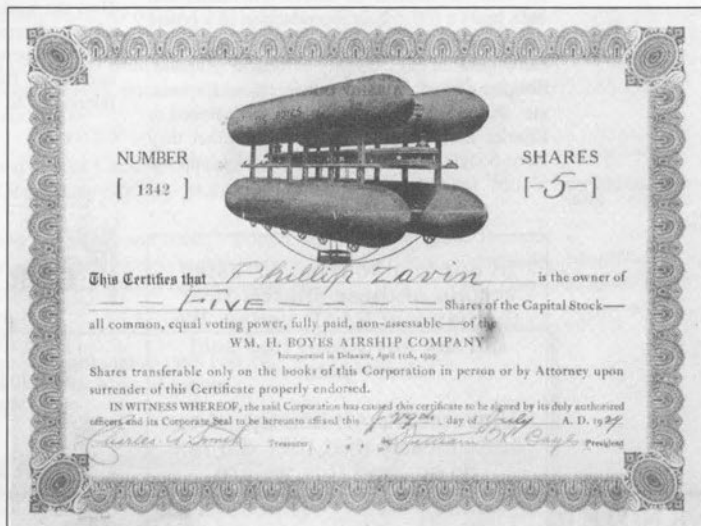 NUMBER
[ 1342 ]
SHARES
[-5-]
This Certifies that Phillip Zavin is the owner of
— — FIVE — — — — Shares of the Capital Stock—
all common, equal voting power, fully paid, non-assessable—of the
WM. H. BOYES AIRSHIP COMPANY
Incorporated in Delaware, April 11th, 1929
Shares transferable only on the books of this Corporation in person or by Attorney upon
surrender of this Certificate properly endorsed.
IN WITNESS WHEREOF, the said Corporation has caused this certificate to be signed by its duly authorized
officers and its Corporate Seal to be hereunto affixed this day of July A. D. 1929
Charles Treasurer William H. President